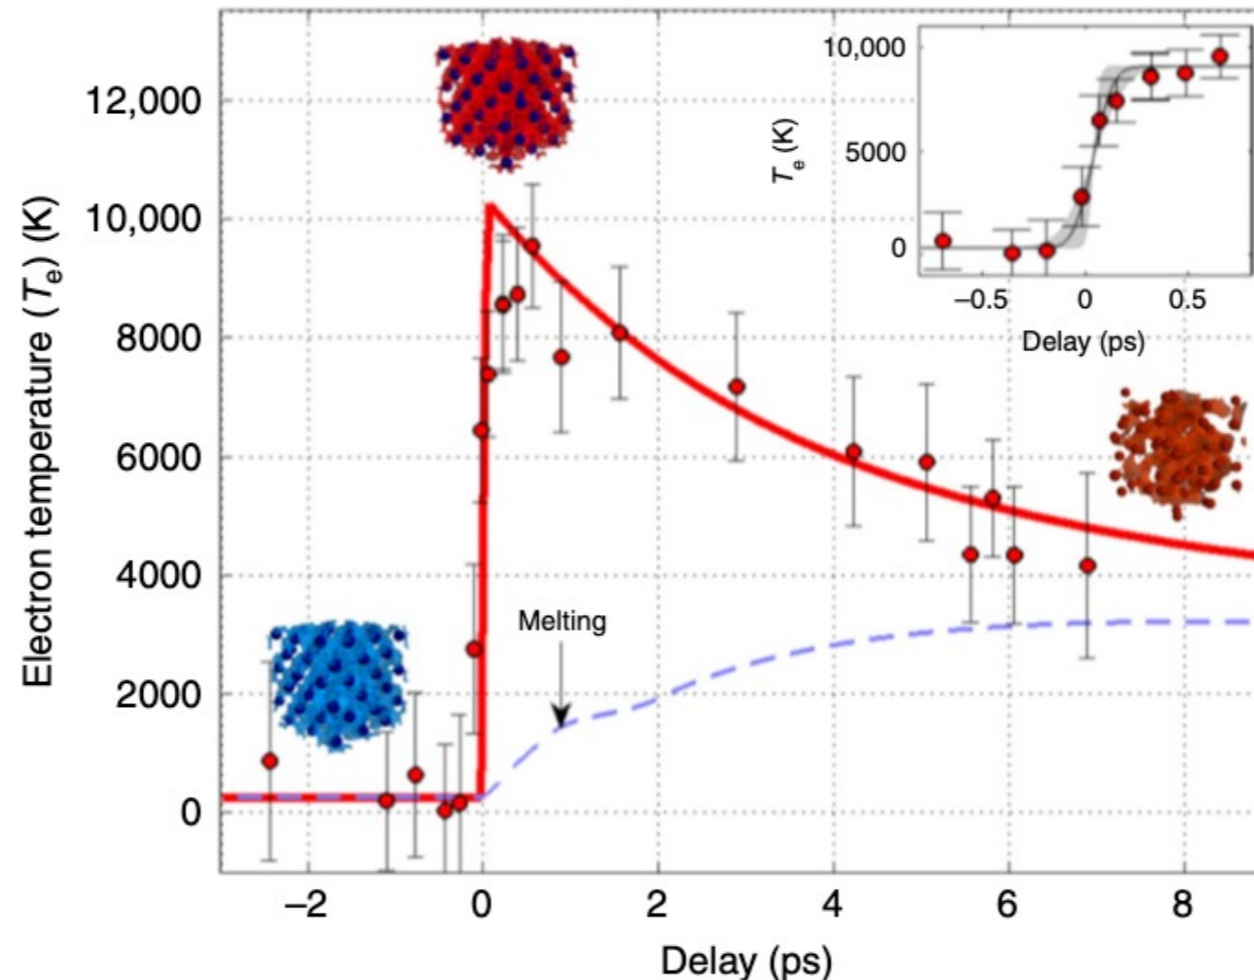 12,000
10,000
8000
6000
4000
2000
0
Electron temperature (Te) (K)
–2 0 2 4 6 8
Delay (ps)
Melting
10,000
5000
0
Te (K)
–0.5 0 0.5
Delay (ps)